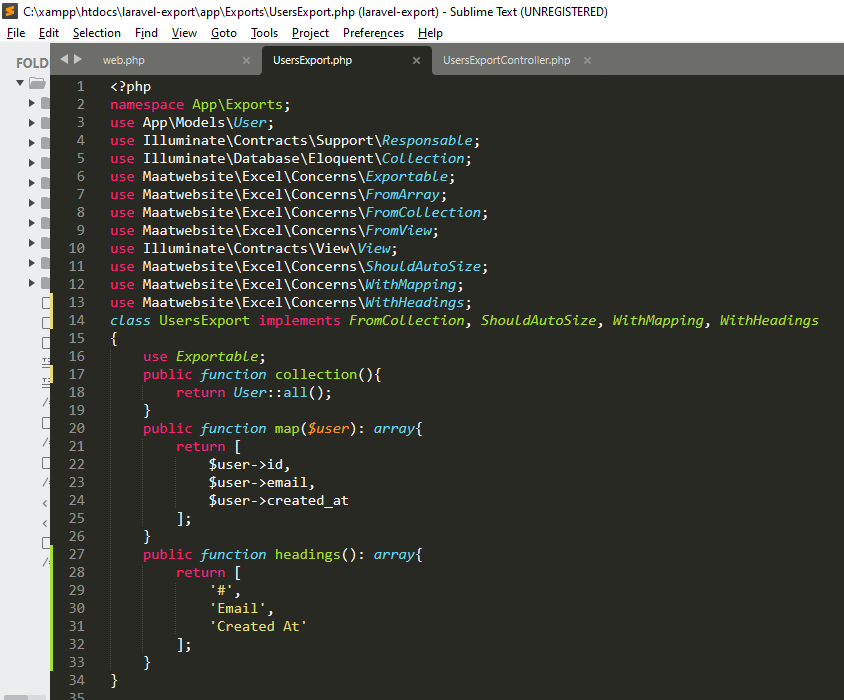 C:\xampp\htdocs\laravel-export\app\Exports\UsersExport.php (laravel-export) - Sublime Text (UNREGISTERED)
File Edit Selection Find View Goto Tools Project Preferences Help
FOLD
web.php × UsersExport.php × UsersExportController.php ×
1 <?php
2 namespace App\Exports;
3 use App\Models\User;
4 use Illuminate\Contracts\Support\Responsable;
5 use Illuminate\Database\Eloquent\Collection;
6 use Maatwebsite\Excel\Concerns\Exportable;
7 use Maatwebsite\Excel\Concerns\FromArray;
8 use Maatwebsite\Excel\Concerns\FromCollection;
9 use Maatwebsite\Excel\Concerns\FromView;
10 use Illuminate\Contracts\View\View;
11 use Maatwebsite\Excel\Concerns\ShouldAutoSize;
12 use Maatwebsite\Excel\Concerns\WithMapping;
13 use Maatwebsite\Excel\Concerns\WithHeadings;
14 class UsersExport implements FromCollection, ShouldAutoSize, WithMapping, WithHeadings
15 {
16     use Exportable;
17     public function collection(){
18         return User::all();
19     }
20     public function map($user): array{
21         return [
22             $user->id,
23             $user->email,
24             $user->created_at
25         ];
26     }
27     public function headings(): array{
28         return [
29             '#',
30             'Email',
31             'Created At'
32         ];
33     }
34 }
35